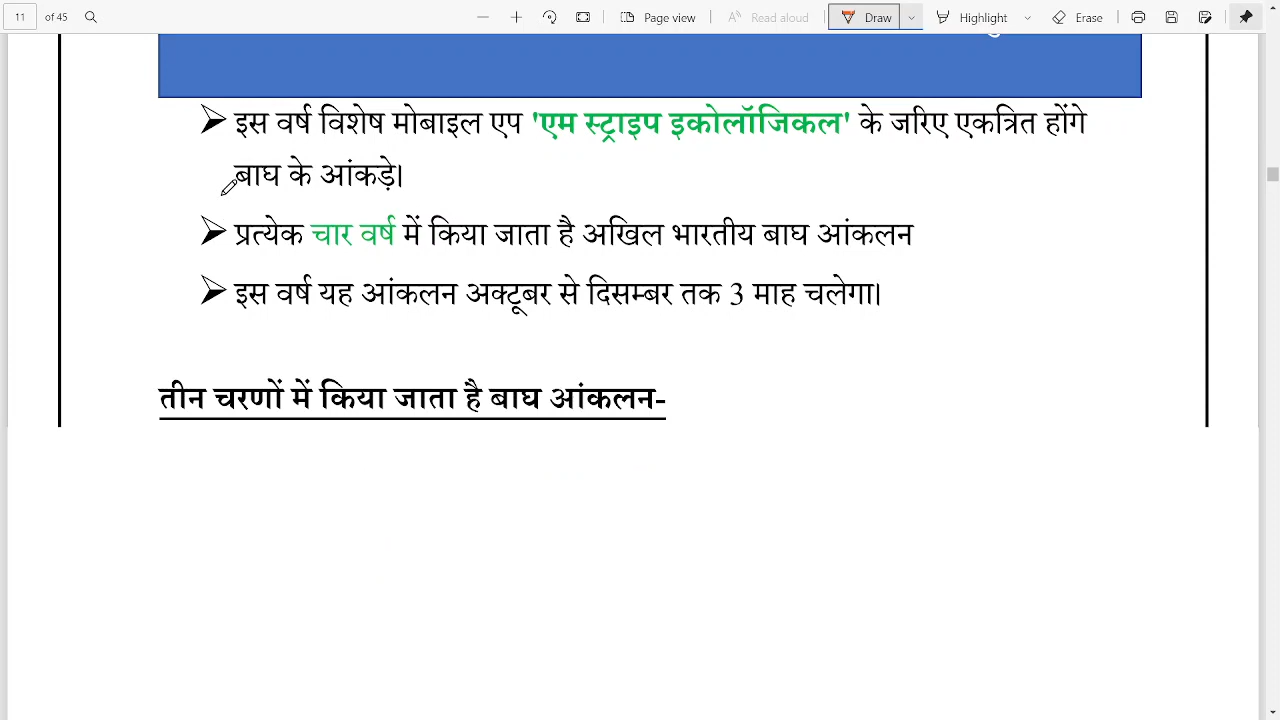 11 of 45 Page view Read aloud Draw Highlight Erase
इस वर्ष विशेष मोबाइल एप 'एम स्ट्राइप इकोलॉजिकल' के जरिए एकत्रित होंगे
बाघ के आंकड़े।
प्रत्येक चार वर्ष में किया जाता है अखिल भारतीय बाघ आंकलन
इस वर्ष यह आंकलन अक्टूबर से दिसम्बर तक 3 माह चलेगा।
तीन चरणों में किया जाता है बाघ आंकलन-